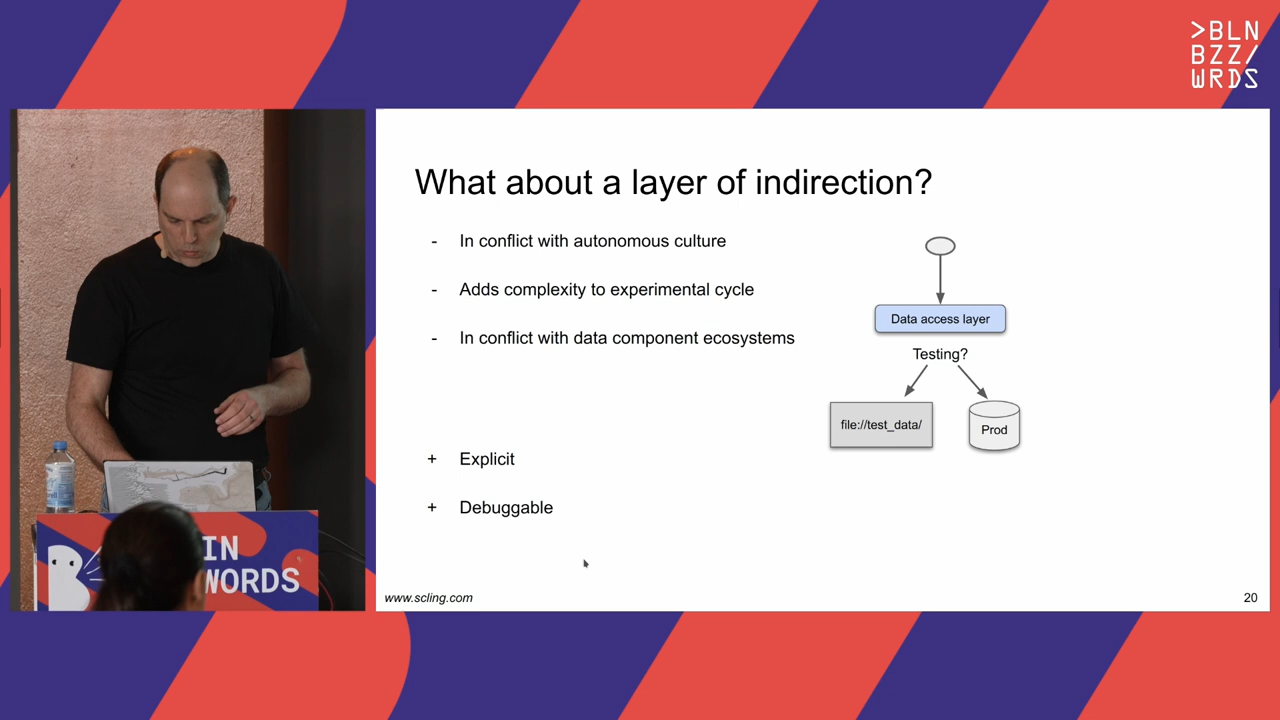 >BLN
BZZ/
WRDS
What about a layer of indirection?
- In conflict with autonomous culture
- Adds complexity to experimental cycle
- In conflict with data component ecosystems
+ Explicit
+ Debuggable
Data access layer
Testing?
file://test_data/
Prod
www.scling.com
20
IN
WORDS